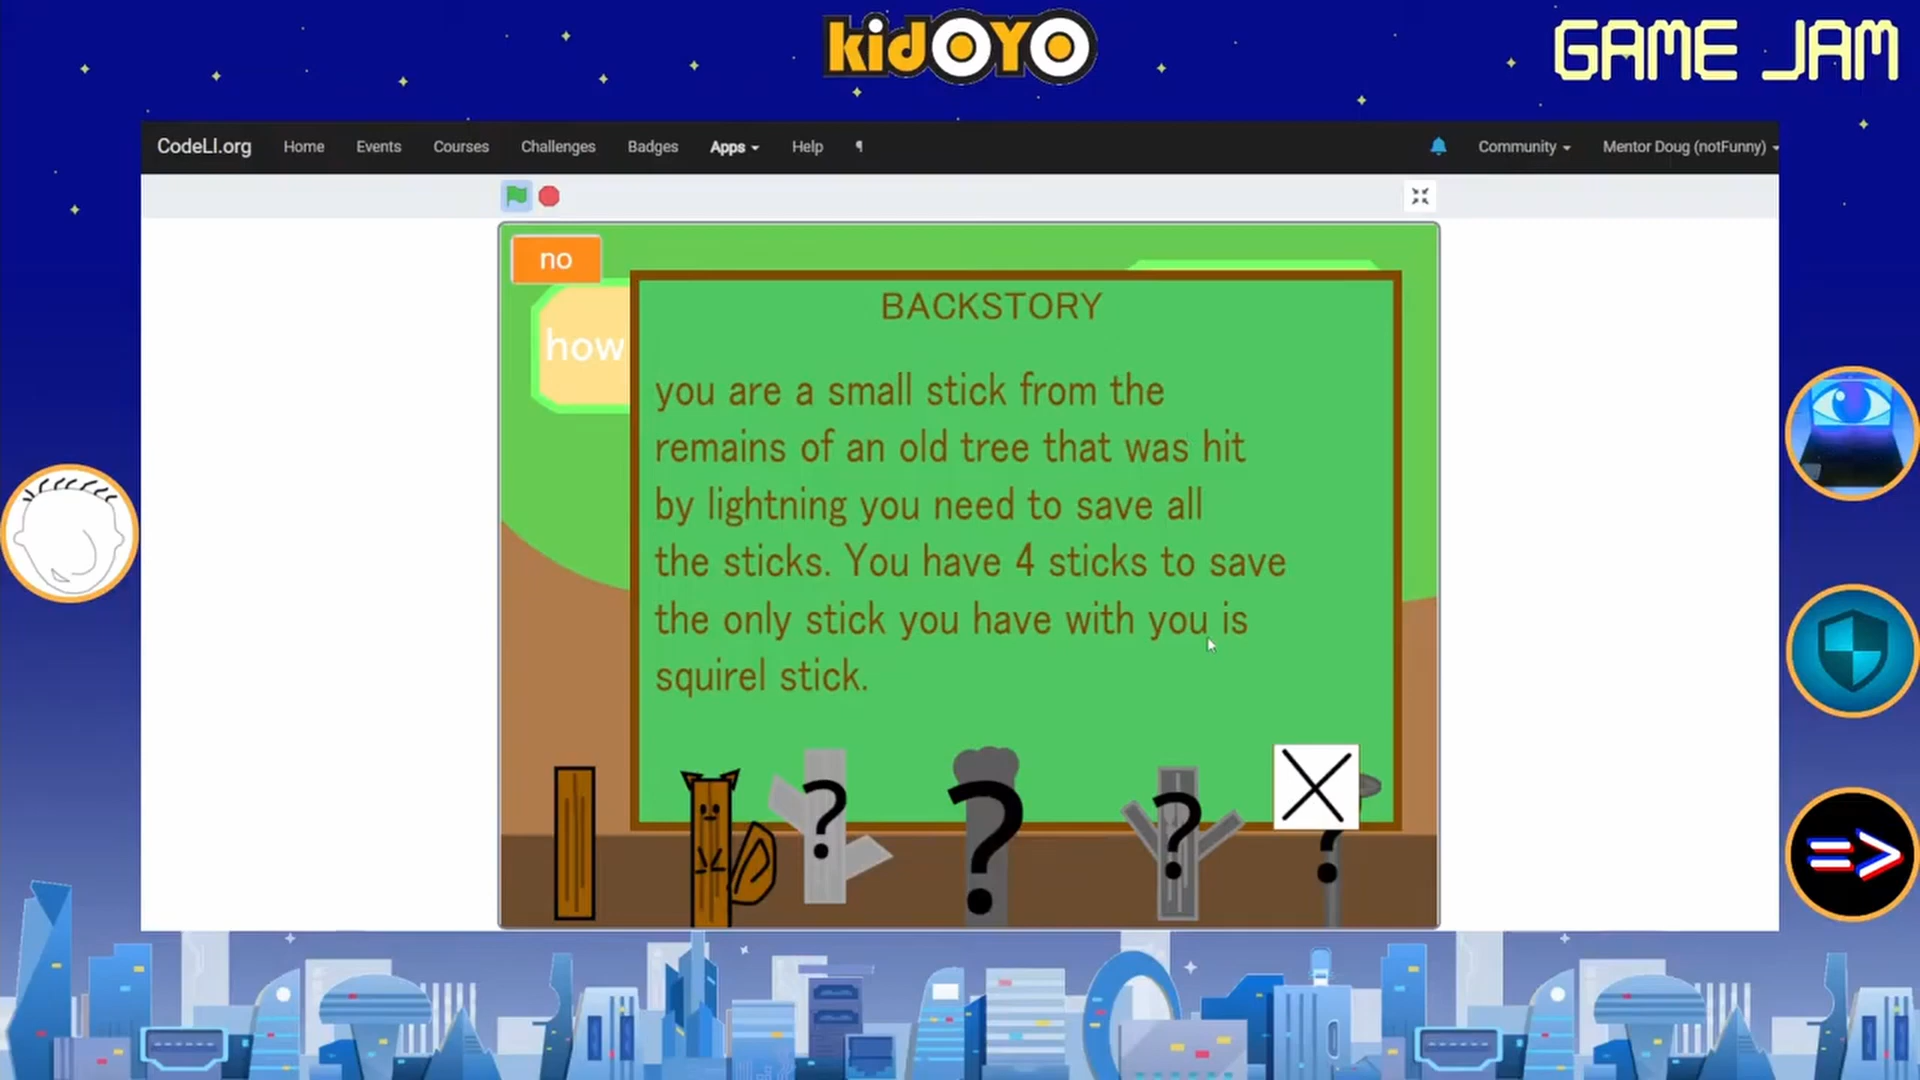 kidOYO
GAME JAM
CodeLI.org Home Events Courses Challenges Badges Apps Help ¶ Community Mentor Doug (notFunny)
no
how
BACKSTORY
you are a small stick from the
remains of an old tree that was hit
by lightning you need to save all
the sticks. You have 4 sticks to save
the only stick you have with you is
squirel stick.
? ? ? ?
=>